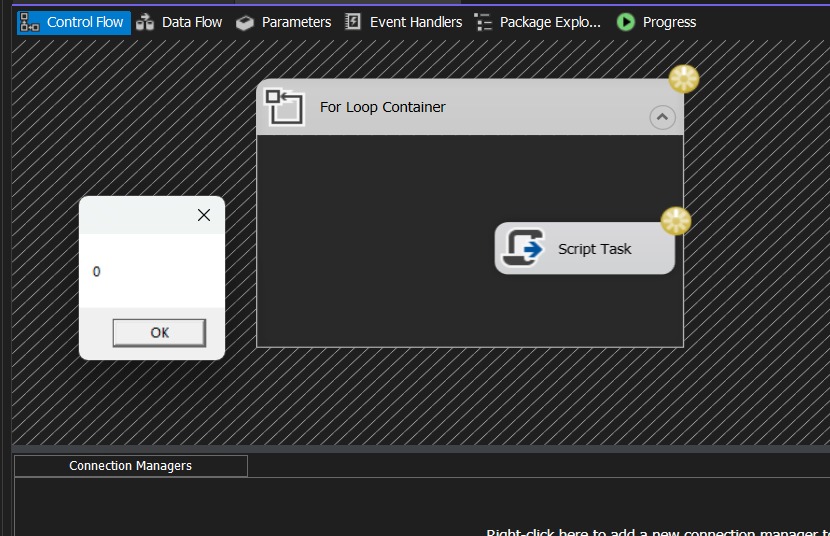 Control Flow Data Flow Parameters Event Handlers Package Explo... Progress
For Loop Container
0
Script Task
OK
Connection Managers
Right-click here to add a new connection manager to